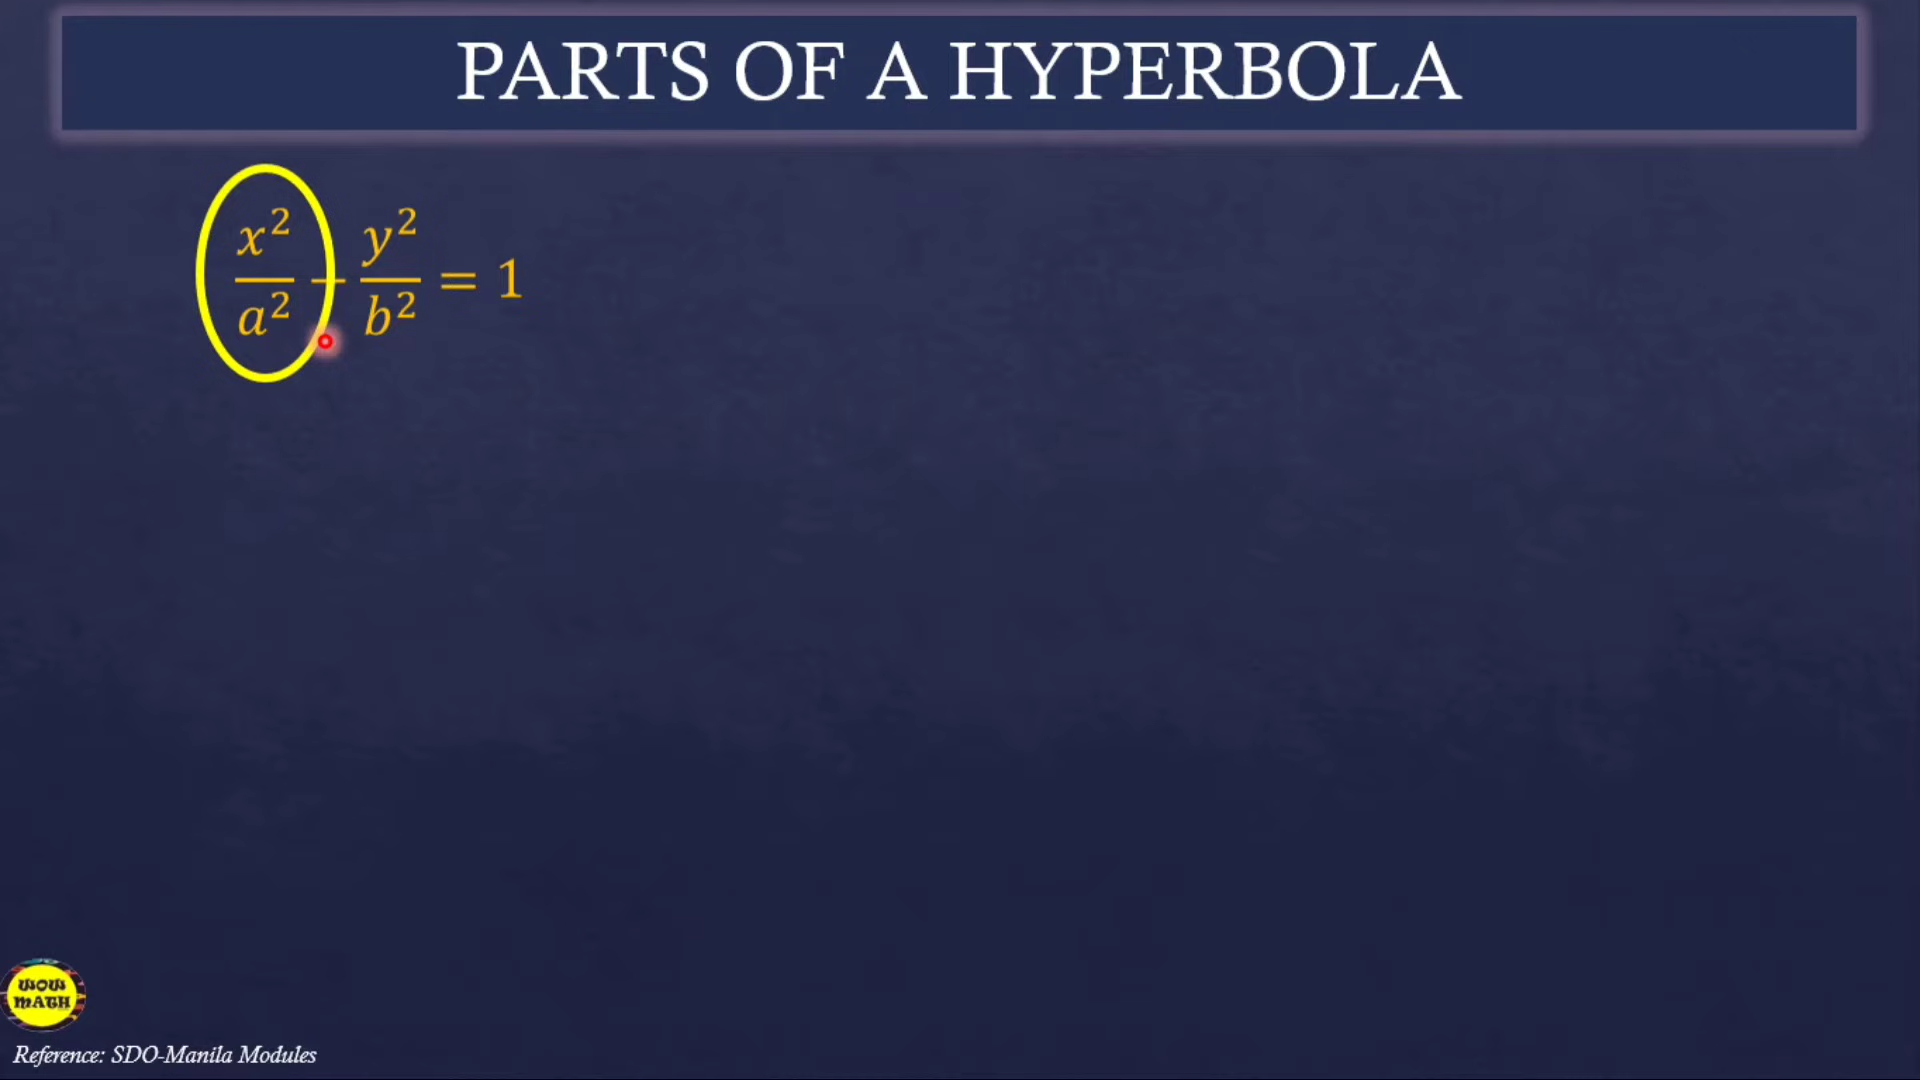 PARTS OF A HYPERBOLA
x²/a² − y²/b² = 1
WOW
MATH
Reference: SDO-Manila Modules